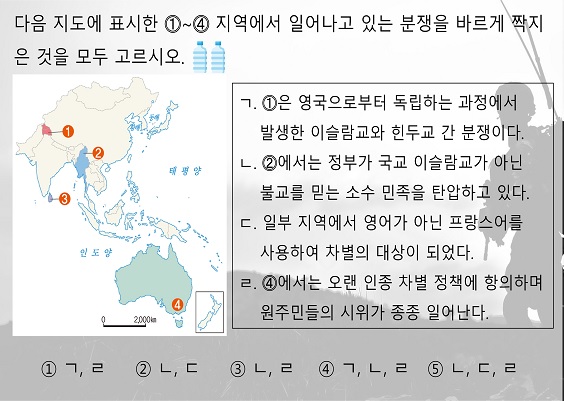 다음 지도에 표시한 ①~④ 지역에서 일어나고 있는 분쟁을 바르게 짝지
은 것을 모두 고르시오.
ㄱ. ①은 영국으로부터 독립하는 과정에서
발생한 이슬람교와 힌두교 간 분쟁이다.
ㄴ. ②에서는 정부가 국교 이슬람교가 아닌
불교를 믿는 소수 민족을 탄압하고 있다.
ㄷ. 일부 지역에서 영어가 아닌 프랑스어를
사용하여 차별의 대상이 되었다.
ㄹ. ④에서는 오랜 인종 차별 정책에 항의하며
원주민들의 시위가 종종 일어난다.
1
2
동해
황해
태평양
3
인도양
4
0 2,000km
① ㄱ, ㄹ ② ㄴ, ㄷ ③ ㄴ, ㄹ ④ ㄱ, ㄴ, ㄹ ⑤ ㄴ, ㄷ, ㄹ